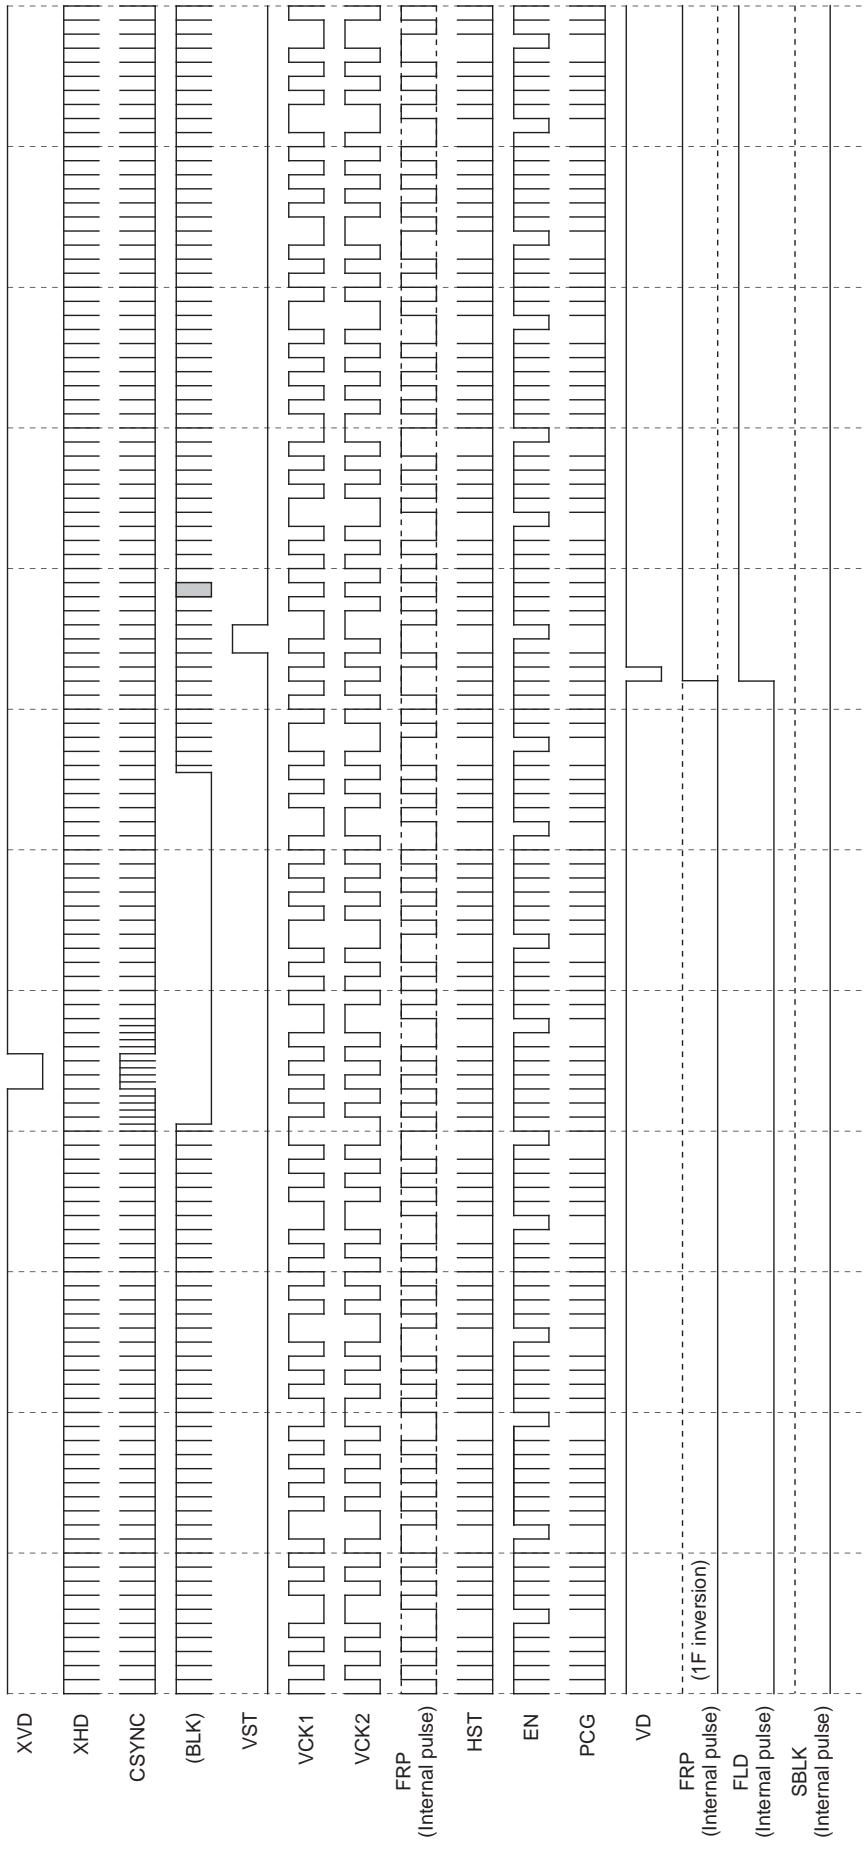 XVD
XHD
CSYNC
(BLK)
VST
VCK1
VCK2
FRP
(Internal pulse)
HST
EN
PCG
VD
FRP
(Internal pulse)
(1F inversion)
FLD
(Internal pulse)
SBLK
(Internal pulse)